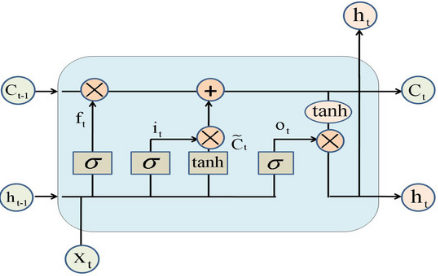 hₜ
Cₜ₋₁
×
+
Cₜ
tanh
fₜ
iₜ
×
C̃ₜ
oₜ
×
σ
σ
tanh
σ
hₜ₋₁
hₜ
Xₜ